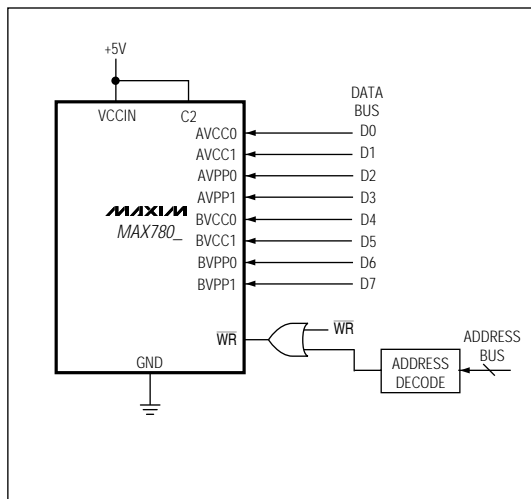 +5V
VCCIN
C2
DATA
BUS
AVCC0
D0
AVCC1
D1
AVPP0
D2
AVPP1
D3
MAXIM
MAX780_
BVCC0
D4
BVCC1
D5
BVPP0
D6
BVPP1
D7
WR
WR
GND
ADDRESS
BUS
ADDRESS
DECODE